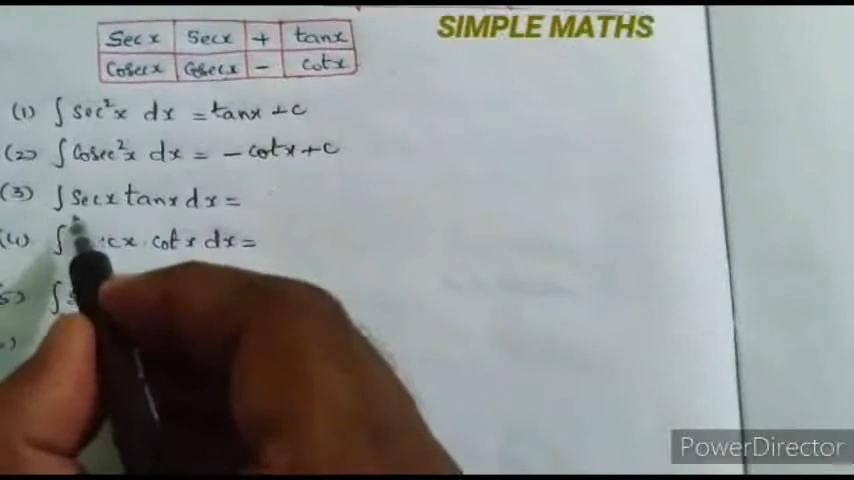 SIMPLE MATHS
Secx secx + tanx
Cosecx Cosecx - cotx
(1) ∫ sec²x dx = tanx + c
(2) ∫ Cosec²x dx = - cotx + c
(3) ∫ Secx tanx dx =
(4) ∫ cotx dx =
5) ∫
PowerDirector